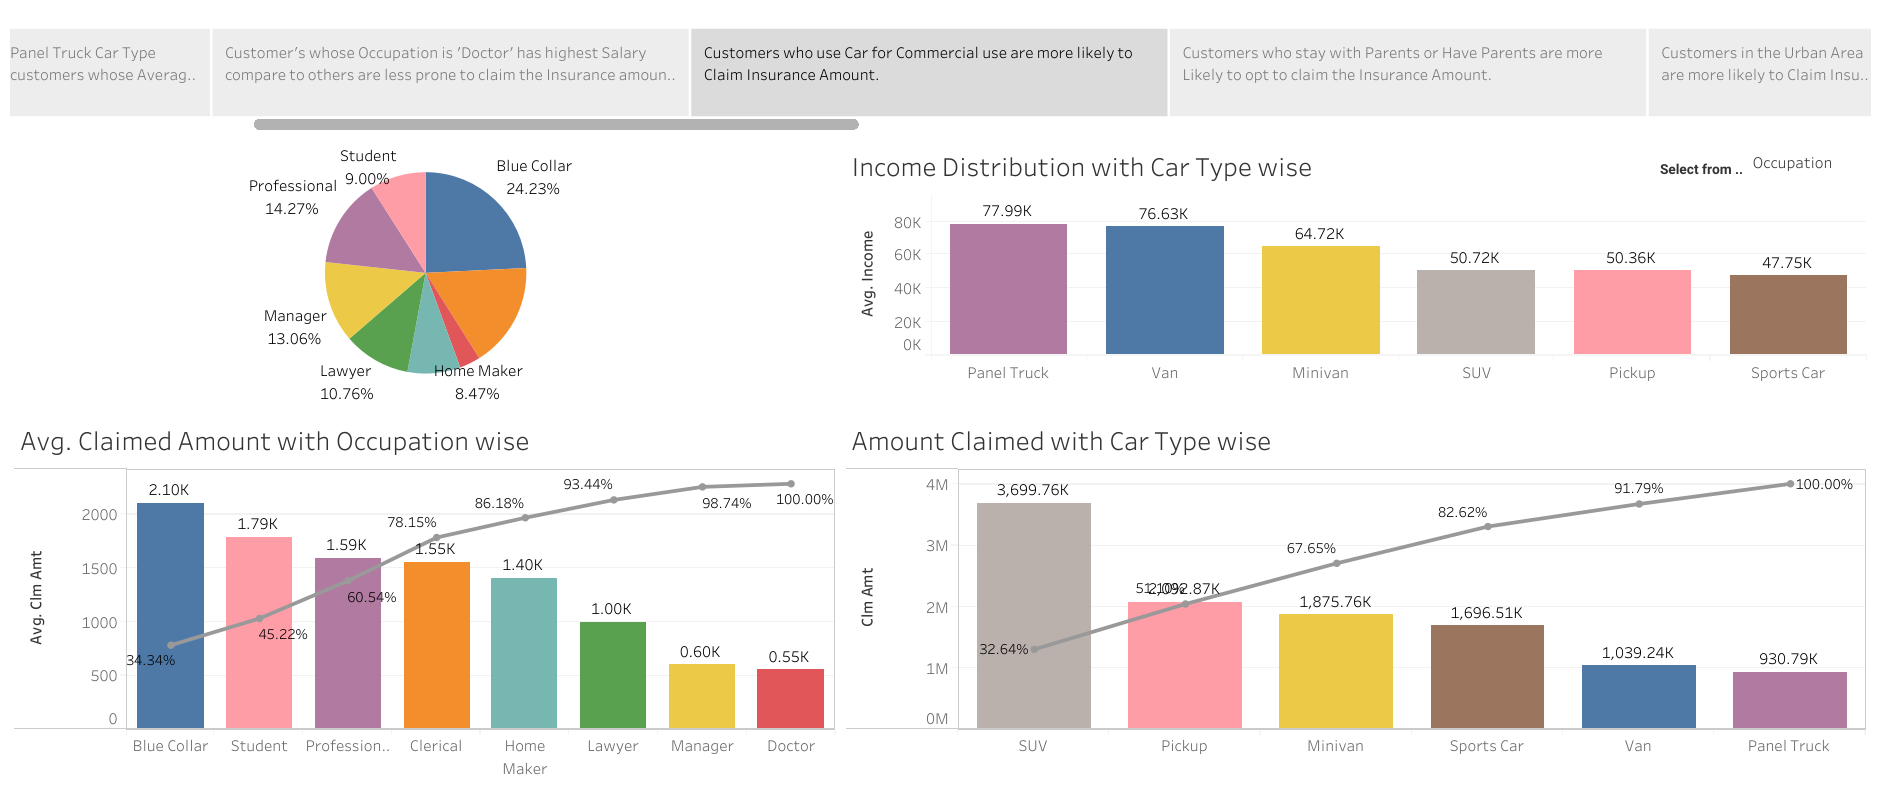 Panel Truck Car Type
customers whose Averag..
Customer's whose Occupation is 'Doctor' has highest Salary
compare to others are less prone to claim the Insurance amoun..
Customers who use Car for Commercial use are more likely to
Claim Insurance Amount.
Customers who stay with Parents or Have Parents are more
Likely to opt to claim the Insurance Amount.
Customers in the Urban Area
are more likely to Claim Insu..
Student
9.00%
Blue Collar
24.23%
Professional
14.27%
Manager
13.06%
Lawyer
10.76%
Home Maker
8.47%
Income Distribution with Car Type wise
Select from ..
Occupation
Avg. Income
80K
60K
40K
20K
0K
77.99K
76.63K
64.72K
50.72K
50.36K
47.75K
Panel Truck
Van
Minivan
SUV
Pickup
Sports Car
Avg. Claimed Amount with Occupation wise
Avg. Clm Amt
2000
1500
1000
500
0
2.10K
1.79K
1.59K
1.55K
1.40K
1.00K
0.60K
0.55K
34.34%
45.22%
60.54%
78.15%
86.18%
93.44%
98.74%
100.00%
Blue Collar
Student
Profession..
Clerical
Home
Maker
Lawyer
Manager
Doctor
Amount Claimed with Car Type wise
Clm Amt
4M
3M
2M
1M
0M
3,699.76K
2,092.87K
1,875.76K
1,696.51K
1,039.24K
930.79K
32.64%
51.10%
67.65%
82.62%
91.79%
100.00%
SUV
Pickup
Minivan
Sports Car
Van
Panel Truck